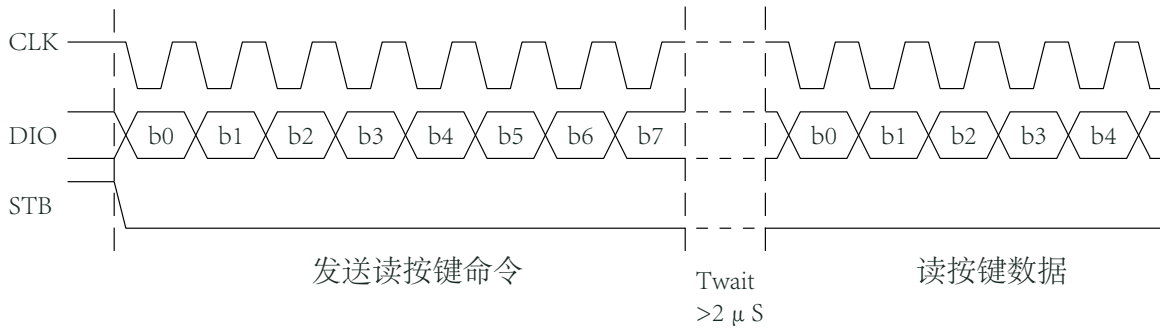 CLK
DIO b0 b1 b2 b3 b4 b5 b6 b7 b0 b1 b2 b3 b4
STB
发送读按键命令 读按键数据
Twait
>2 μ S